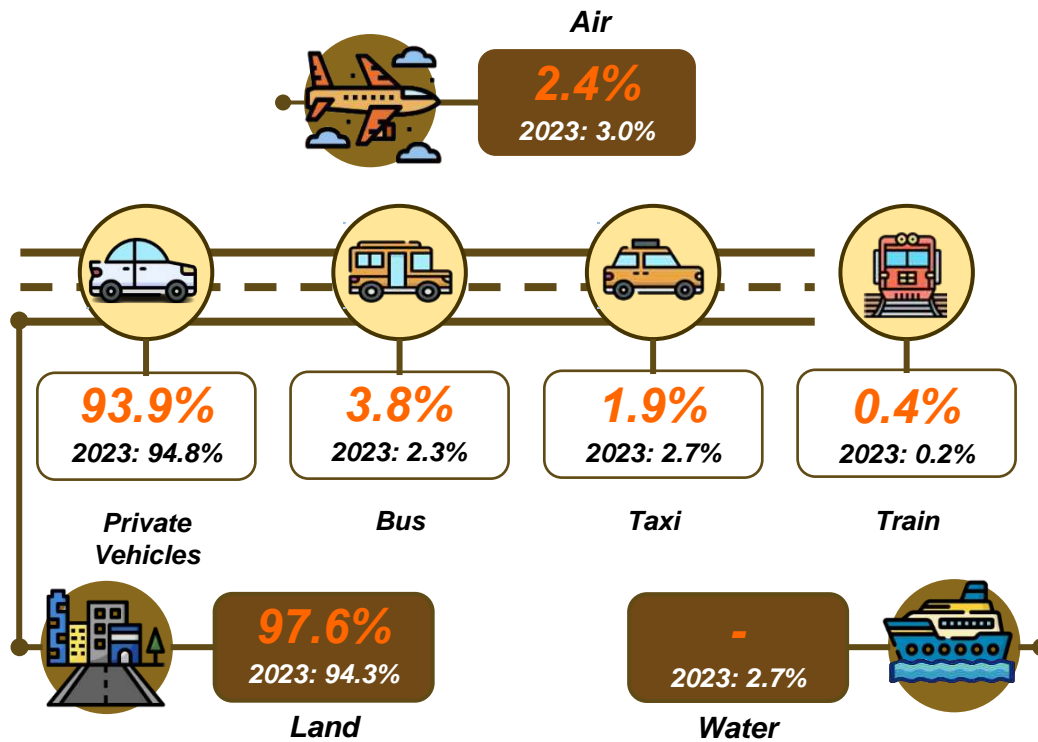 Air
2.4%
2023: 3.0%
93.9%
2023: 94.8%
Private
Vehicles
3.8%
2023: 2.3%
Bus
1.9%
2023: 2.7%
Taxi
0.4%
2023: 0.2%
Train
97.6%
2023: 94.3%
Land
-
2023: 2.7%
Water